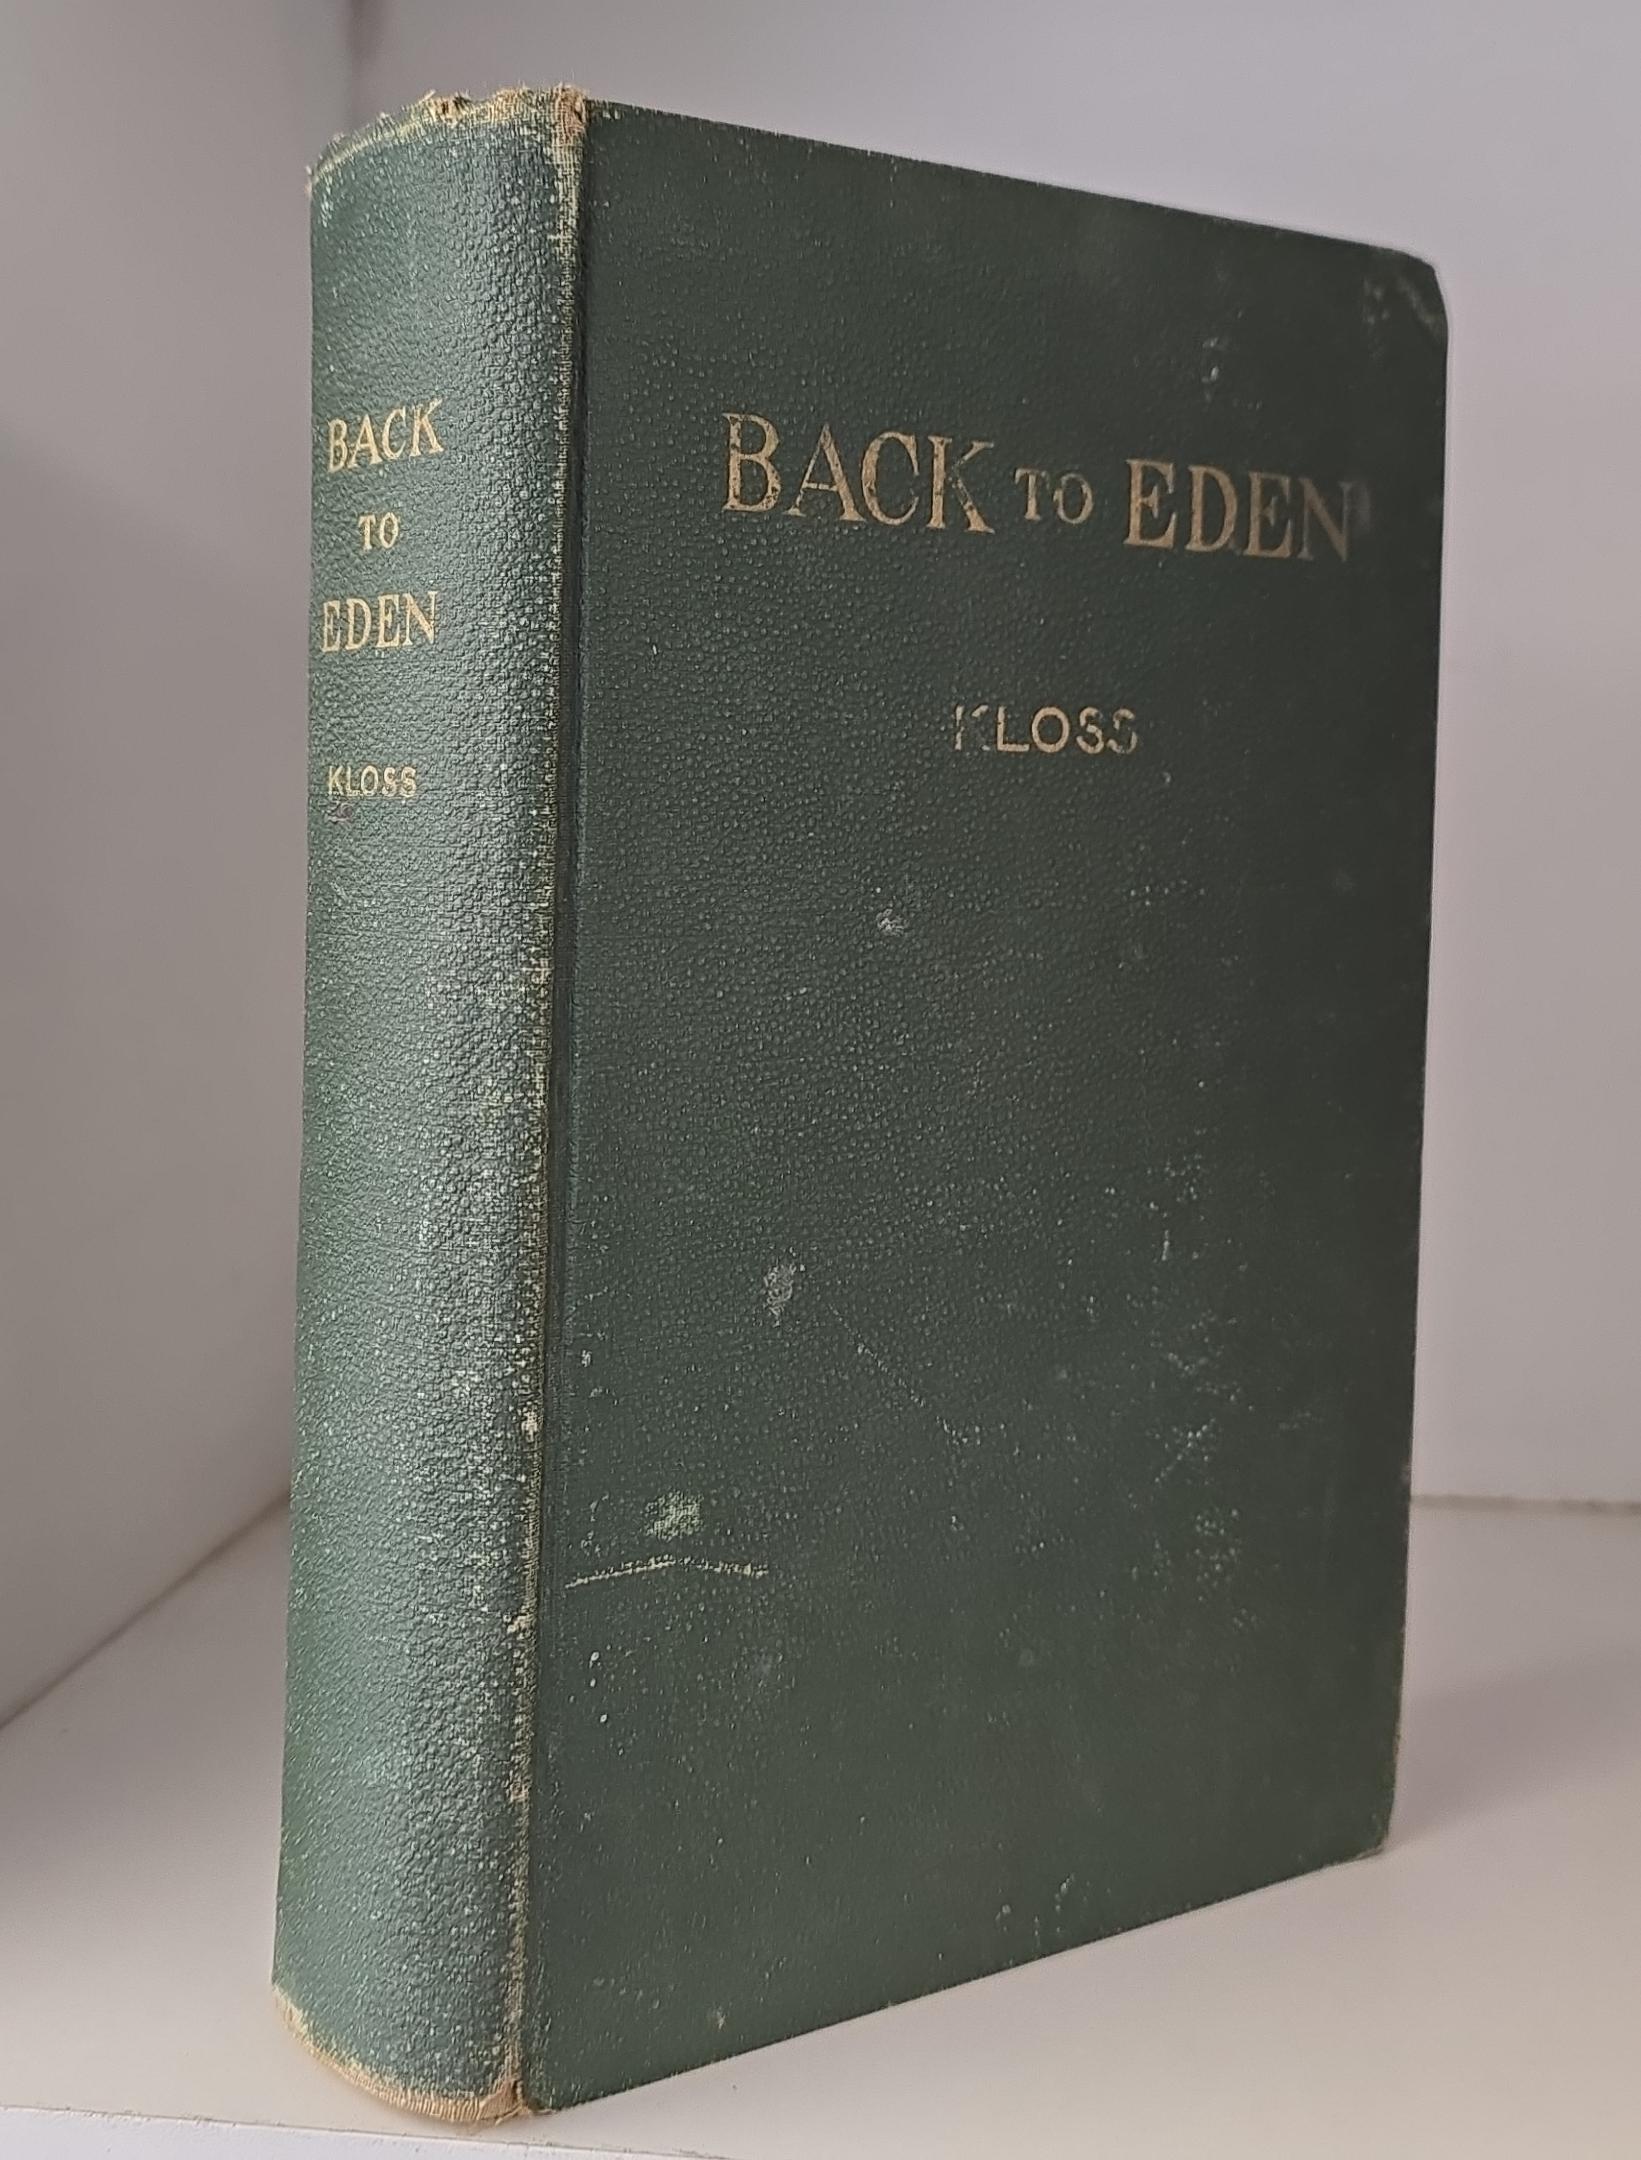 BACK
TO
EDEN
KLOSS
BACK TO EDEN
KLOSS